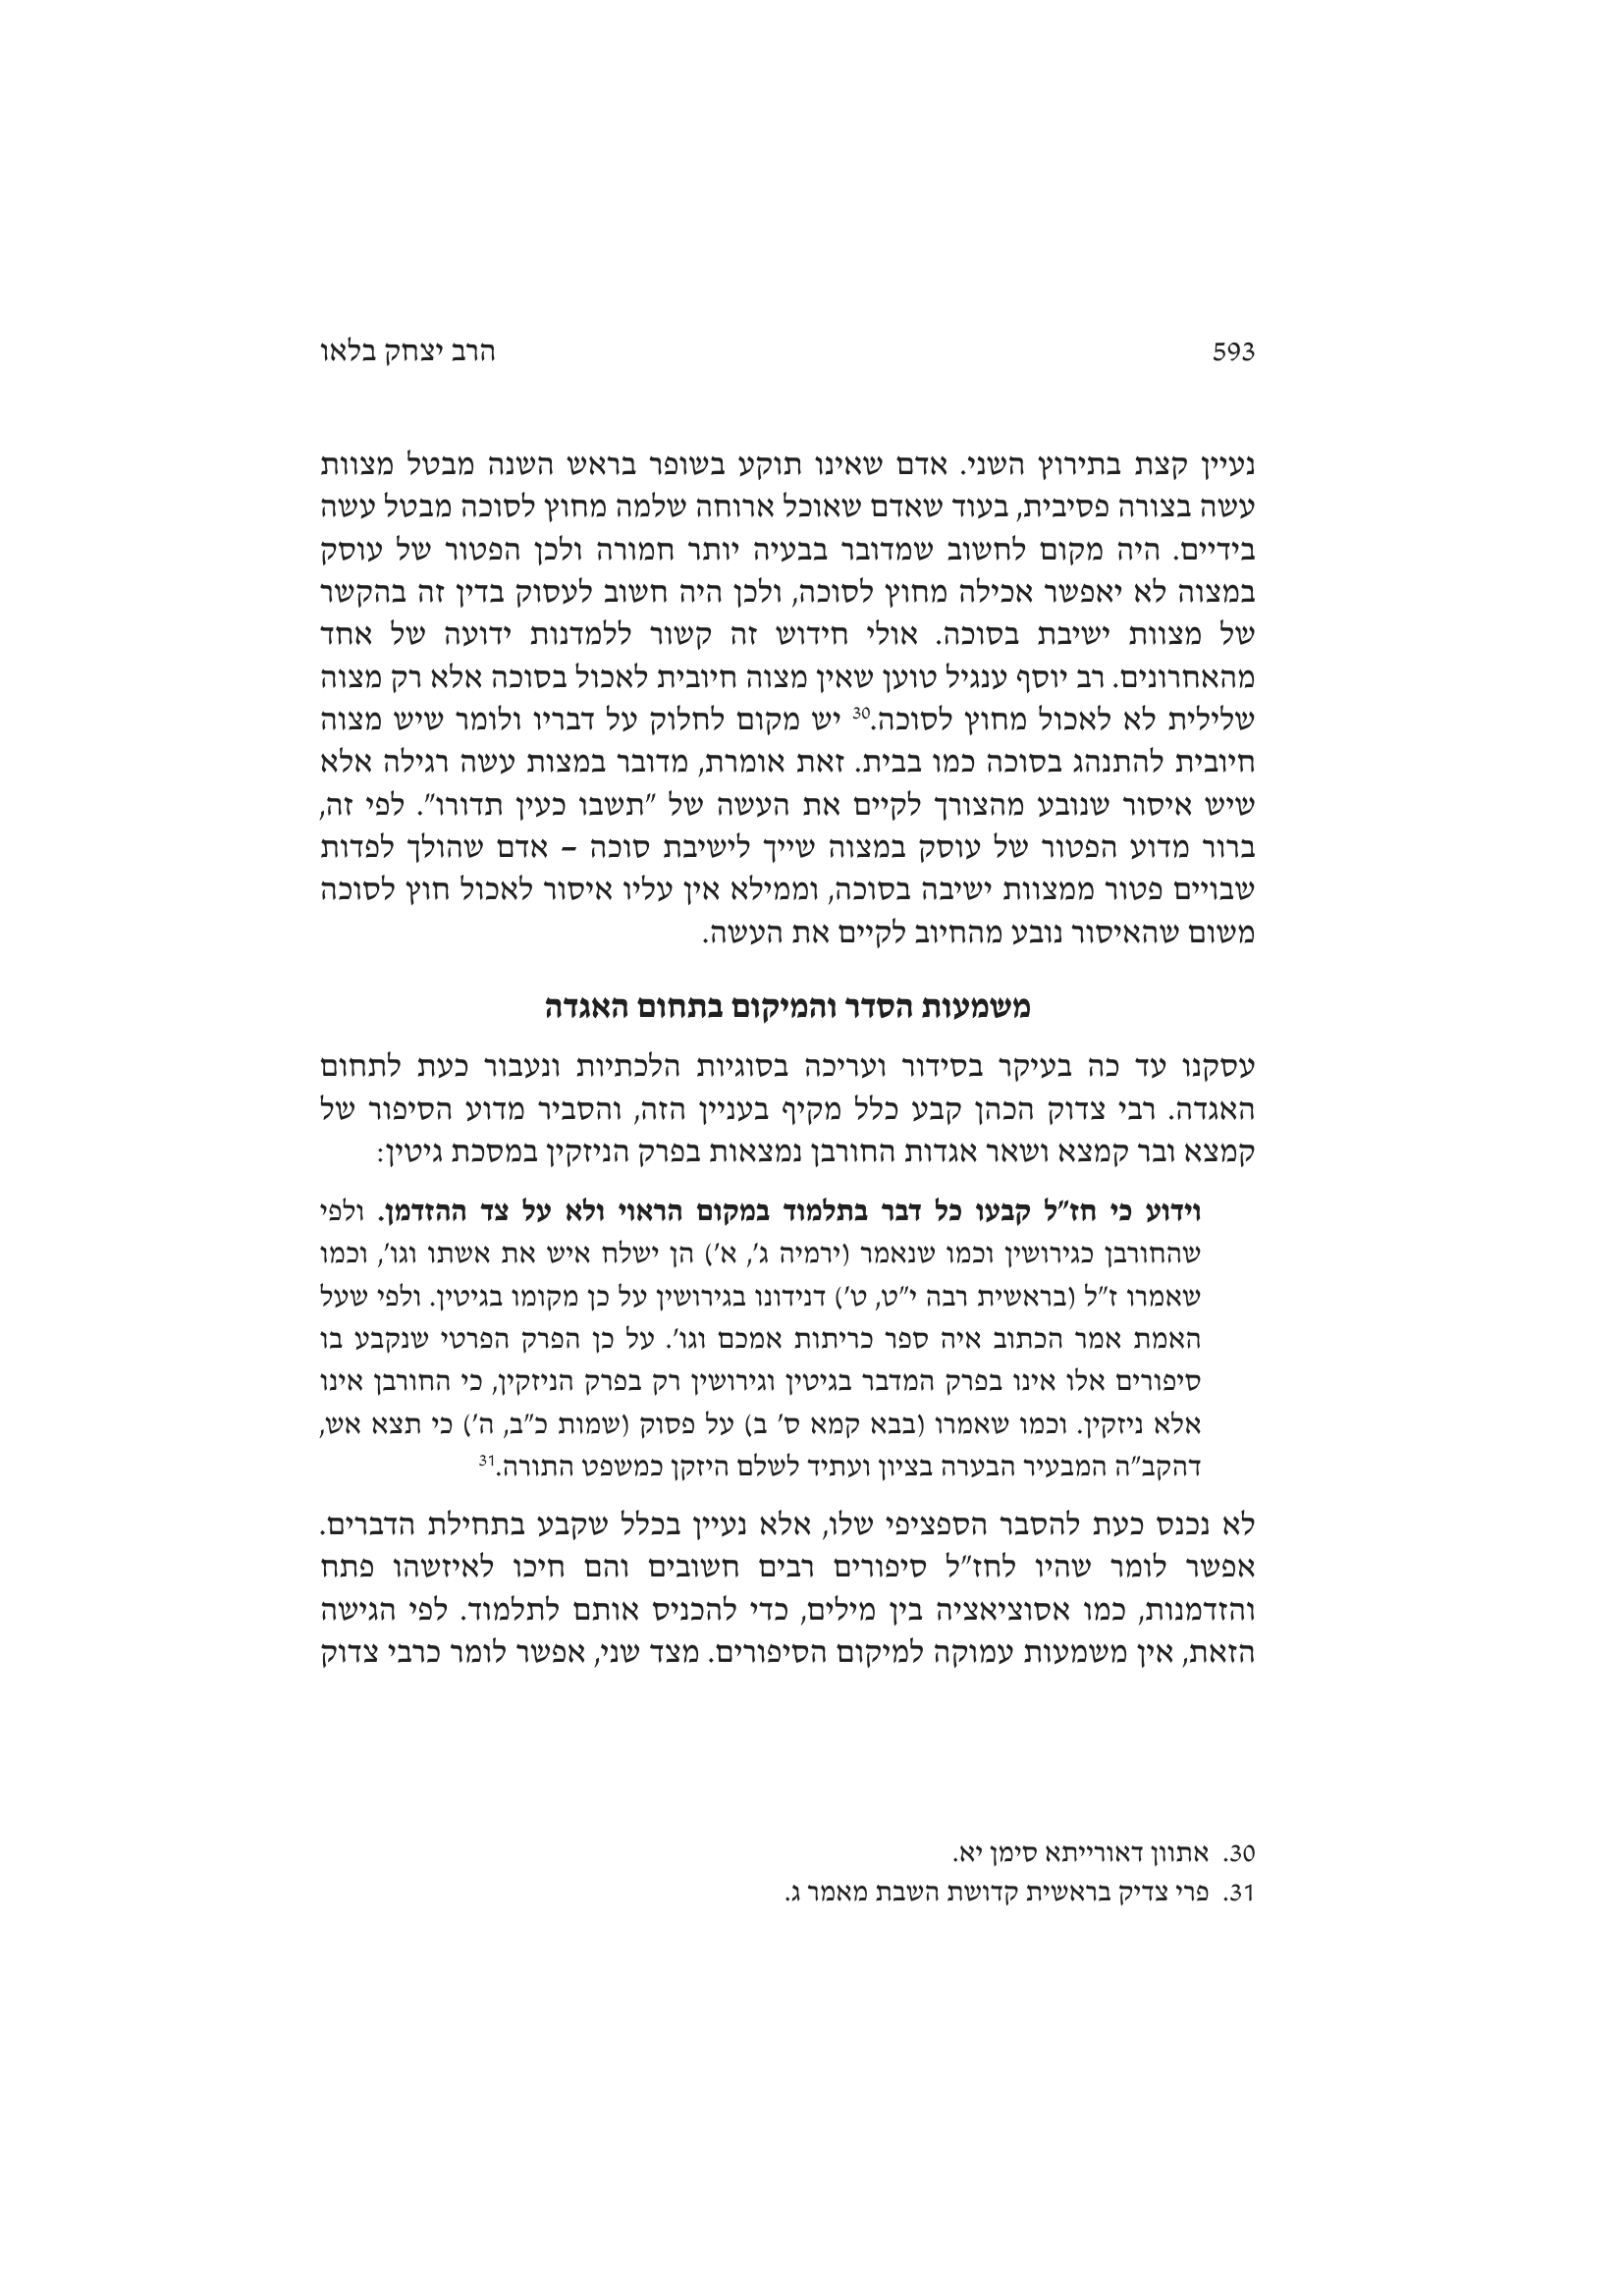 593 הרב יצחק בלאו
נעיין קצת בתירוץ השני. אדם שאינו תוקע בשופר בראש השנה מבטל מצוות
עשה בצורה פסיבית, בעוד שאדם שאוכל ארוחה שלמה מחוץ לסוכה מבטל עשה
בידיים. היה מקום לחשוב שמדובר בבעיה יותר חמורה ולכן הפטור של עוסק
במצוה לא יאפשר אכילה מחוץ לסוכה, ולכן היה חשוב לעסוק בדין זה בהקשר
של מצוות ישיבת בסוכה. אולי חידוש זה קשור ללמדנות ידועה של אחד
מהאחרונים. רב יוסף ענגיל טוען שאין מצוה חיובית לאכול בסוכה אלא רק מצוה
שלילית לא לאכול מחוץ לסוכה.30 יש מקום לחלוק על דבריו ולומר שיש מצוה
חיובית להתנהג בסוכה כמו בבית. זאת אומרת, מדובר במצות עשה רגילה אלא
שיש איסור שנובע מהצורך לקיים את העשה של "תשבו כעין תדורו". לפי זה,
ברור מדוע הפטור של עוסק במצוה שייך לישיבת סוכה – אדם שהולך לפדות
שבויים פטור ממצוות ישיבה בסוכה, וממילא אין עליו איסור לאכול חוץ לסוכה
משום שהאיסור נובע מהחיוב לקיים את העשה.
משמעות הסדר והמיקום בתחום האגדה
עסקנו עד כה בעיקר בסידור ועריכה בסוגיות הלכתיות ונעבור כעת לתחום
האגדה. רבי צדוק הכהן קבע כלל מקיף בעניין הזה, והסביר מדוע הסיפור של
קמצא ובר קמצא ושאר אגדות החורבן נמצאות בפרק הניזקין במסכת גיטין:
וידוע כי חז"ל קבעו כל דבר בתלמוד במקום הראוי ולא על צד ההזדמן. ולפי
שהחורבן כגירושין וכמו שנאמר (ירמיה ג', א') הן ישלח איש את אשתו וגו', וכמו
שאמרו ז"ל (בראשית רבה י"ט, ט') דנידונו בגירושין על כן מקומו בגיטין. ולפי שעל
האמת אמר הכתוב איה ספר כריתות אמכם וגו'. על כן הפרק הפרטי שנקבע בו
סיפורים אלו אינו בפרק המדבר בגיטין וגירושין רק בפרק הניזקין, כי החורבן אינו
אלא ניזקין. וכמו שאמרו (בבא קמא ס' ב) על פסוק (שמות כ"ב, ה') כי תצא אש,
דהקב"ה המבעיר הבערה בציון ועתיד לשלם היזקן כמשפט התורה.31
לא נכנס כעת להסבר הספציפי שלו, אלא נעיין בכלל שקבע בתחילת הדברים.
אפשר לומר שהיו לחז"ל סיפורים רבים חשובים והם חיכו לאיזשהו פתח
והזדמנות, כמו אסוציאציה בין מילים, כדי להכניס אותם לתלמוד. לפי הגישה
הזאת, אין משמעות עמוקה למיקום הסיפורים. מצד שני, אפשר לומר כרבי צדוק
30. אתוון דאורייתא סימן יא.
31. פרי צדיק בראשית קדושת השבת מאמר ג.